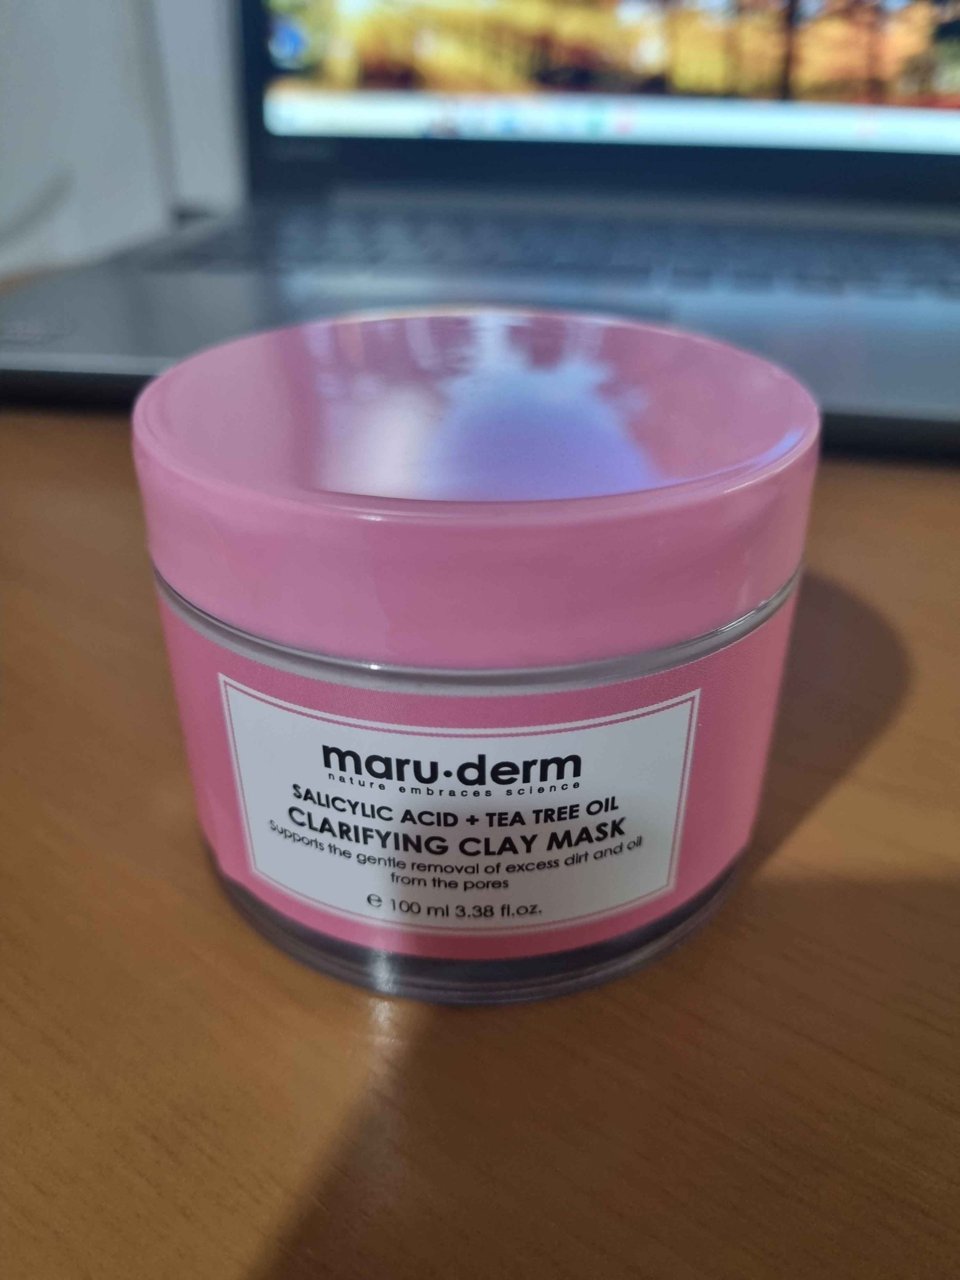 maru·derm
nature embraces science
SALICYLIC ACID + TEA TREE OIL
CLARIFYING CLAY MASK
Supports the gentle removal of excess dirt and oil
from the pores
℮ 100 ml 3.38 fl.oz.